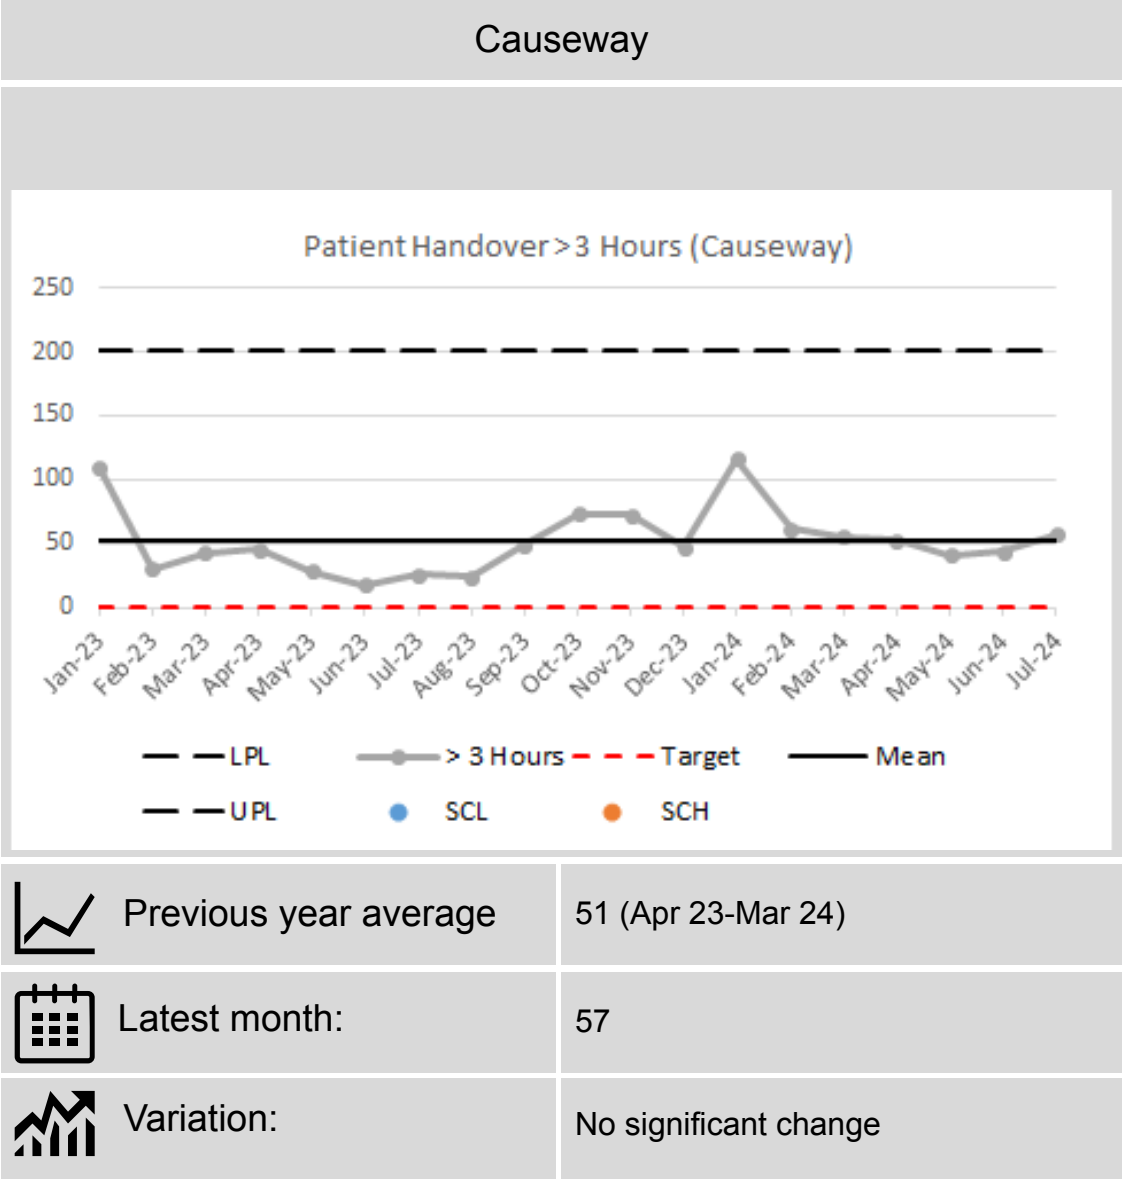 Causeway
Patient Handover >3 Hours (Causeway)
250
200
150
100
50
0
Jan-23 Feb-23 Mar-23 Apr-23 May-23 Jun-23 Jul-23 Aug-23 Sep-23 Oct-23 Nov-23 Dec-23 Jan-24 Feb-24 Mar-24 Apr-24 May-24 Jun-24 Jul-24
LPL > 3 Hours Target Mean
UPL SCL SCH
Previous year average 51 (Apr 23-Mar 24)
Latest month: 57
Variation: No significant change